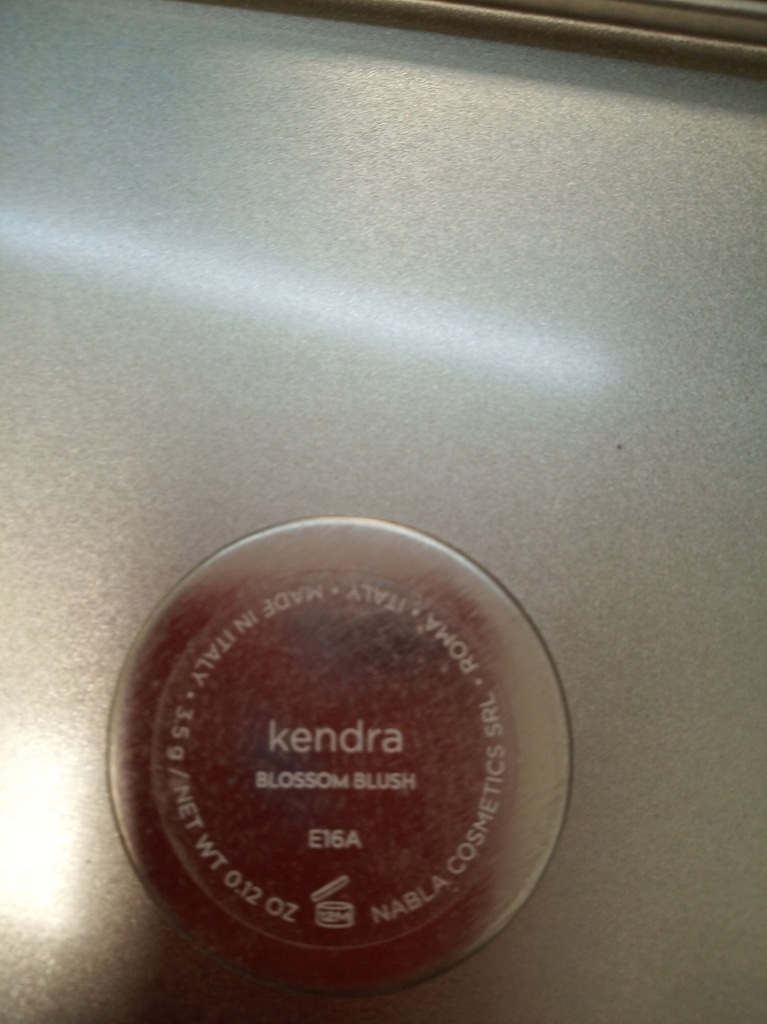 kendra
BLOSSOM BLUSH
E16A
NABLA COSMETICS SRL • ROMA • ITALY • MADE IN ITALY • 3.5 g / NET WT 0.12 OZ
12M